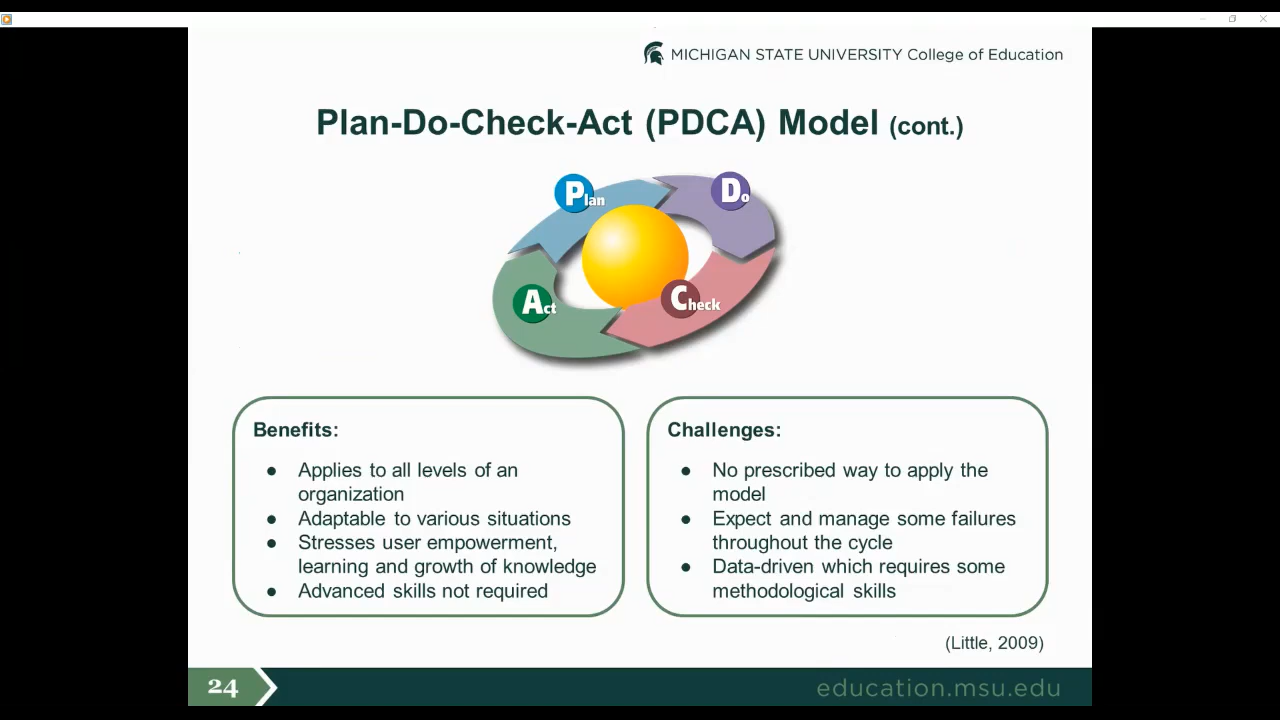 MICHIGAN STATE UNIVERSITY College of Education
Plan-Do-Check-Act (PDCA) Model (cont.)
Plan
Do
Act
Check
Benefits:
● Applies to all levels of an
organization
● Adaptable to various situations
● Stresses user empowerment,
learning and growth of knowledge
● Advanced skills not required
Challenges:
● No prescribed way to apply the
model
● Expect and manage some failures
throughout the cycle
● Data-driven which requires some
methodological skills
(Little, 2009)
24
education.msu.edu